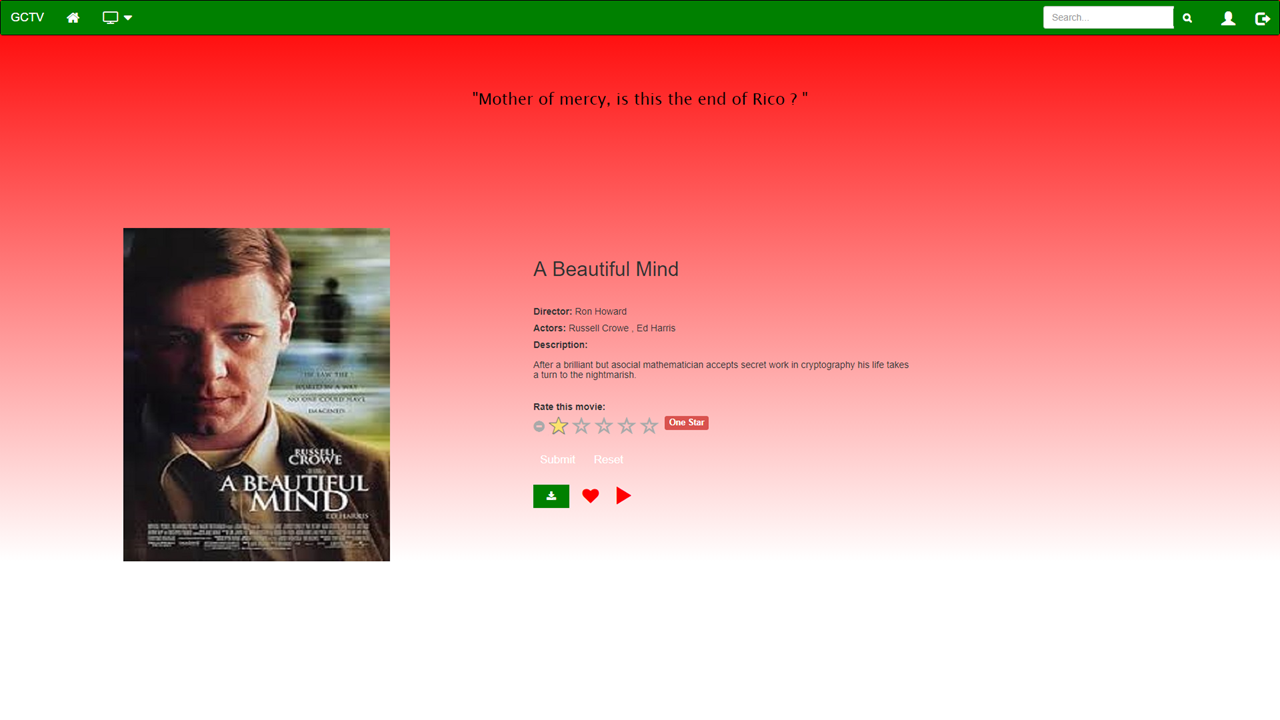 GCTV
Search...
"Mother of mercy, is this the end of Rico ? "
HE SAW THE
WORLD IN A WAY
NO ONE COULD HAVE
IMAGINED
RUSSELL
CROWE
A BEAUTIFUL
MIND
ED HARRIS
A Beautiful Mind
Director: Ron Howard
Actors: Russell Crowe , Ed Harris
Description:
After a brilliant but asocial mathematician accepts secret work in cryptography his life takes
a turn to the nightmarish.
Rate this movie:
One Star
Submit Reset